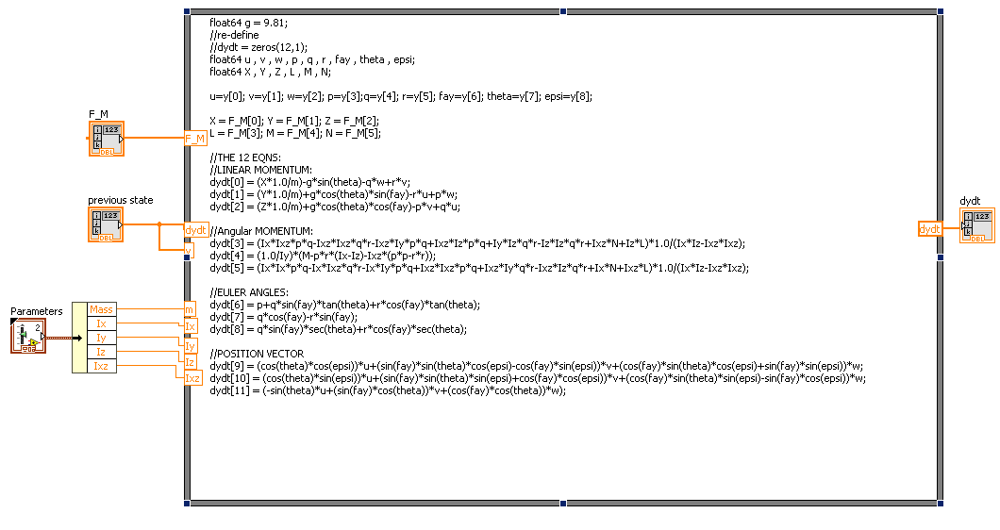 float64 g = 9.81;
//re-define
//dydt = zeros(12,1);
float64 u , v , w , p , q , r , fay , theta , epsi;
float64 X , Y , Z , L , M , N;
u=y[0]; v=y[1]; w=y[2]; p=y[3];q=y[4]; r=y[5]; fay=y[6]; theta=y[7]; epsi=y[8];
F_M
X = F_M[0]; Y = F_M[1]; Z = F_M[2];
L = F_M[3]; M = F_M[4]; N = F_M[5];
i 123
j
k
DBL
F_M
//THE 12 EQNS:
//LINEAR MOMENTUM:
dydt[0] = (X*1.0/m)-g*sin(theta)-q*w+r*v;
dydt[1] = (Y*1.0/m)+g*cos(theta)*sin(fay)-r*u+p*w;
dydt[2] = (Z*1.0/m)+g*cos(theta)*cos(fay)-p*v+q*u;
previous state
i 123
j
k
DBL
dydt
y
//Angular MOMENTUM:
dydt[3] = (Ix*Ixz*p*q-Ixz*Ixz*q*r-Ixz*Iy*p*q+Ixz*Iz*p*q+Iy*Iz*q*r-Iz*Iz*q*r+Ixz*N+Iz*L)*1.0/(Ix*Iz-Ixz*Ixz);
dydt[4] = (1.0/Iy)*(M-p*r*(Ix-Iz)-Ixz*(p*p-r*r));
dydt[5] = (Ix*Ix*p*q-Ix*Ixz*q*r-Ix*Iy*p*q+Ixz*Ixz*p*q+Ixz*Iy*q*r-Ixz*Iz*q*r+Ix*N+Ixz*L)*1.0/(Ix*Iz-Ixz*Ixz);
dydt
dydt
i 123
j
k
DBL
//EULER ANGLES:
dydt[6] = p+q*sin(fay)*tan(theta)+r*cos(fay)*tan(theta);
dydt[7] = q*cos(fay)-r*sin(fay);
dydt[8] = q*sin(fay)*sec(theta)+r*cos(fay)*sec(theta);
Parameters
2
Mass
Ix
Iy
Iz
Ixz
m
Ix
Iy
Iz
Ixz
//POSITION VECTOR
dydt[9] = (cos(theta)*cos(epsi))*u+(sin(fay)*sin(theta)*cos(epsi)-cos(fay)*sin(epsi))*v+(cos(fay)*sin(theta)*cos(epsi)+sin(fay)*sin(epsi))*w;
dydt[10] = (cos(theta)*sin(epsi))*u+(sin(fay)*sin(theta)*sin(epsi)+cos(fay)*cos(epsi))*v+(cos(fay)*sin(theta)*sin(epsi)-sin(fay)*cos(epsi))*w;
dydt[11] = (-sin(theta)*u+(sin(fay)*cos(theta))*v+(cos(fay)*cos(theta))*w);